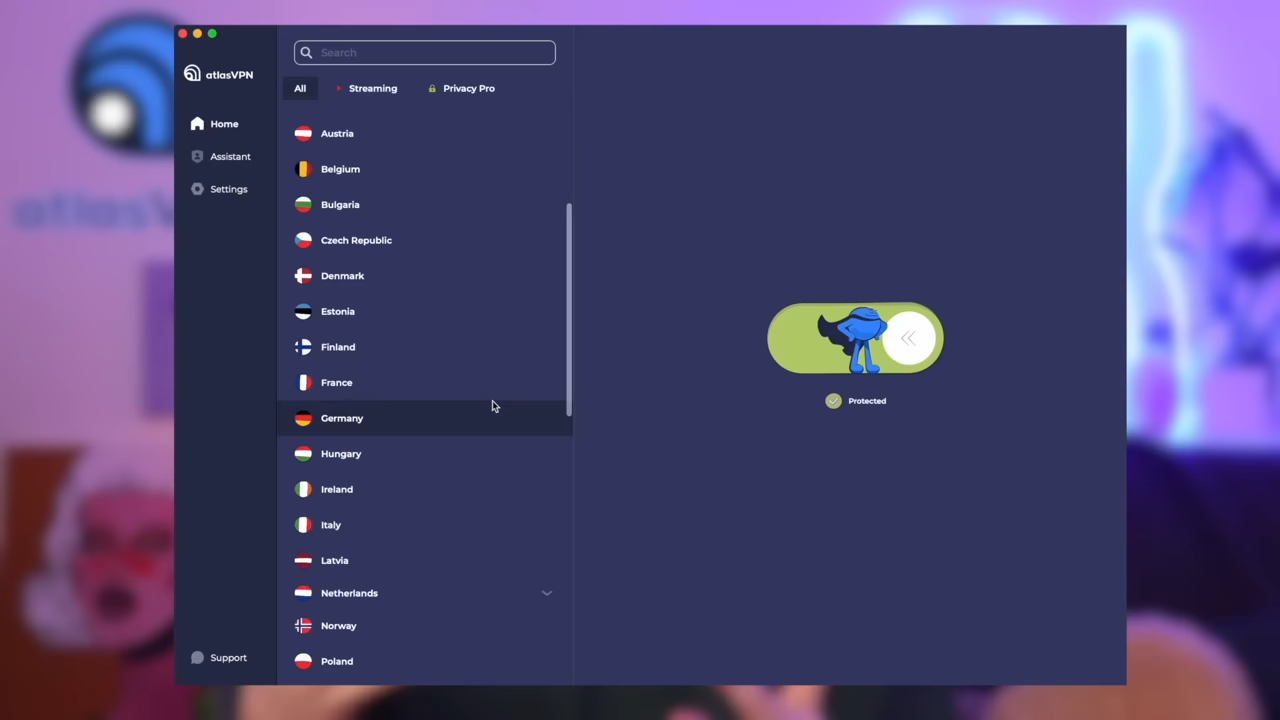 atlasVPN
Home
Assistant
Settings
Support
Search
All
Streaming
Privacy Pro
Austria
Belgium
Bulgaria
Czech Republic
Denmark
Estonia
Finland
France
Germany
Hungary
Ireland
Italy
Latvia
Netherlands
Norway
Poland
Protected
atlasV